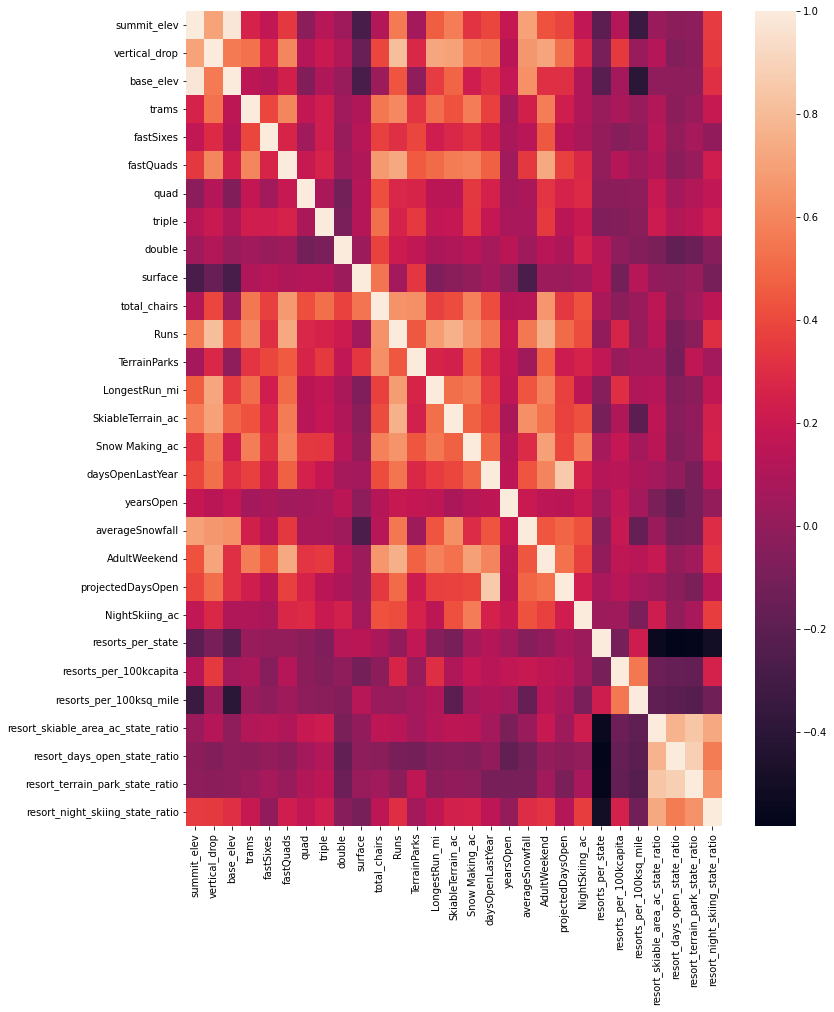 summit_elev
vertical_drop
base_elev
trams
fastSixes
fastQuads
quad
triple
double
surface
total_chairs
Runs
TerrainParks
LongestRun_mi
SkiableTerrain_ac
Snow Making_ac
daysOpenLastYear
yearsOpen
averageSnowfall
AdultWeekend
projectedDaysOpen
NightSkiing_ac
resorts_per_state
resorts_per_100kcapita
resorts_per_100ksq_mile
resort_skiable_area_ac_state_ratio
resort_days_open_state_ratio
resort_terrain_park_state_ratio
resort_night_skiing_state_ratio
summit_elev
vertical_drop
base_elev
trams
fastSixes
fastQuads
quad
triple
double
surface
total_chairs
Runs
TerrainParks
LongestRun_mi
SkiableTerrain_ac
Snow Making_ac
daysOpenLastYear
yearsOpen
averageSnowfall
AdultWeekend
projectedDaysOpen
NightSkiing_ac
resorts_per_state
resorts_per_100kcapita
resorts_per_100ksq_mile
resort_skiable_area_ac_state_ratio
resort_days_open_state_ratio
resort_terrain_park_state_ratio
resort_night_skiing_state_ratio
1.0
0.8
0.6
0.4
0.2
0.0
−0.2
−0.4